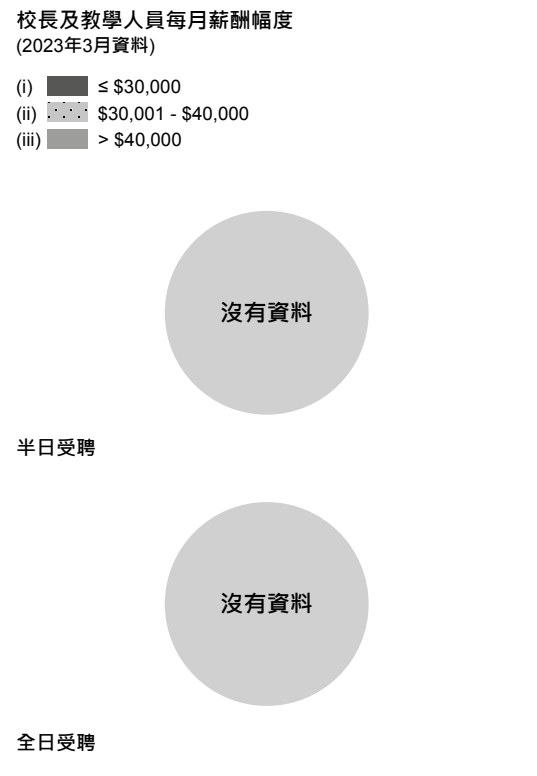 校長及教學人員每月薪酬幅度
(2023年3月資料)
(i) ≤ $30,000
(ii) $30,001 - $40,000
(iii) > $40,000
沒有資料
半日受聘
沒有資料
全日受聘